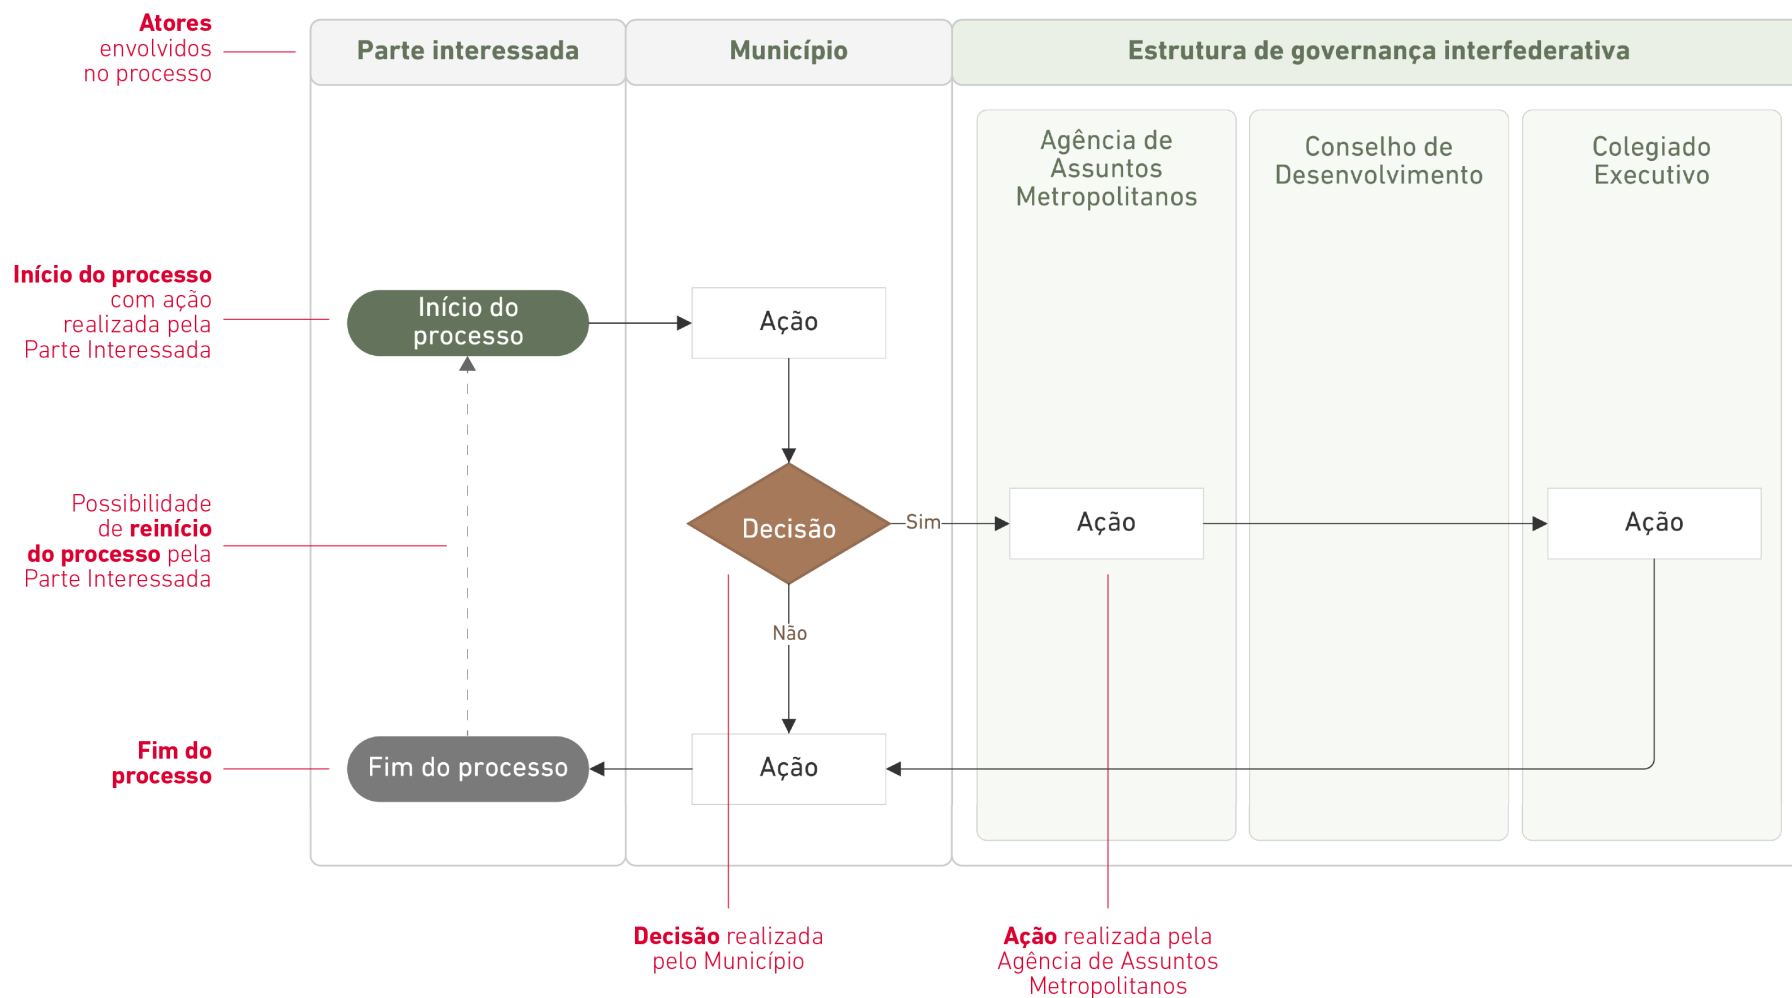 Atores
envolvidos
no processo
Parte interessada
Município
Estrutura de governança interfederativa
Agência de
Assuntos
Metropolitanos
Conselho de
Desenvolvimento
Colegiado
Executivo
Início do processo
com ação
realizada pela
Parte Interessada
Início do
processo
Ação
Possibilidade
de reinício
do processo pela
Parte Interessada
Decisão
Sim
Ação
Ação
Não
Fim do
processo
Fim do processo
Ação
Decisão realizada
pelo Município
Ação realizada pela
Agência de Assuntos
Metropolitanos